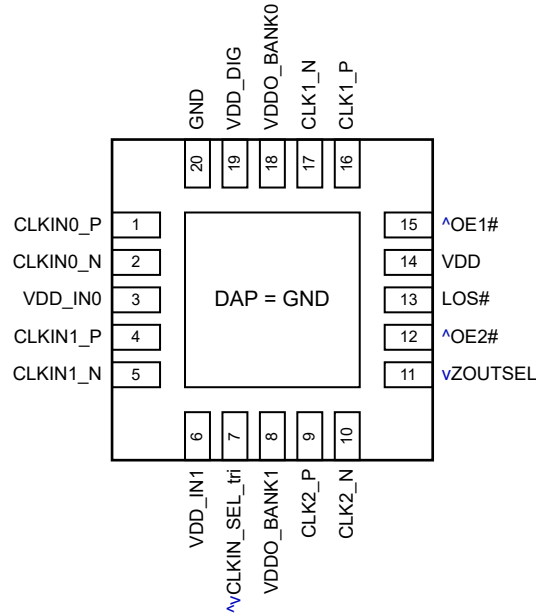 GND
VDD_DIG
VDDO_BANK0
CLK1_N
CLK1_P
20
19
18
17
16
CLKIN0_P 1
CLKIN0_N 2
VDD_IN0 3
CLKIN1_P 4
CLKIN1_N 5
DAP = GND
15 ^OE1#
14 VDD
13 LOS#
12 ^OE2#
11 vZOUTSEL
6
7
8
9
10
VDD_IN1
^vCLKIN_SEL_tri
VDDO_BANK1
CLK2_P
CLK2_N